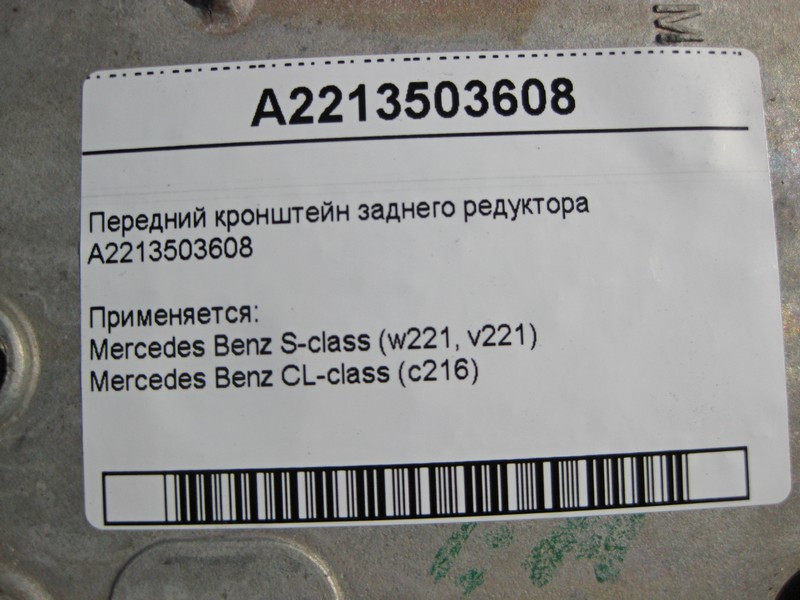 M
A2213503608
Передний кронштейн заднего редуктора
A2213503608
Применяется:
Mercedes Benz S-class (w221, v221)
Mercedes Benz CL-class (c216)